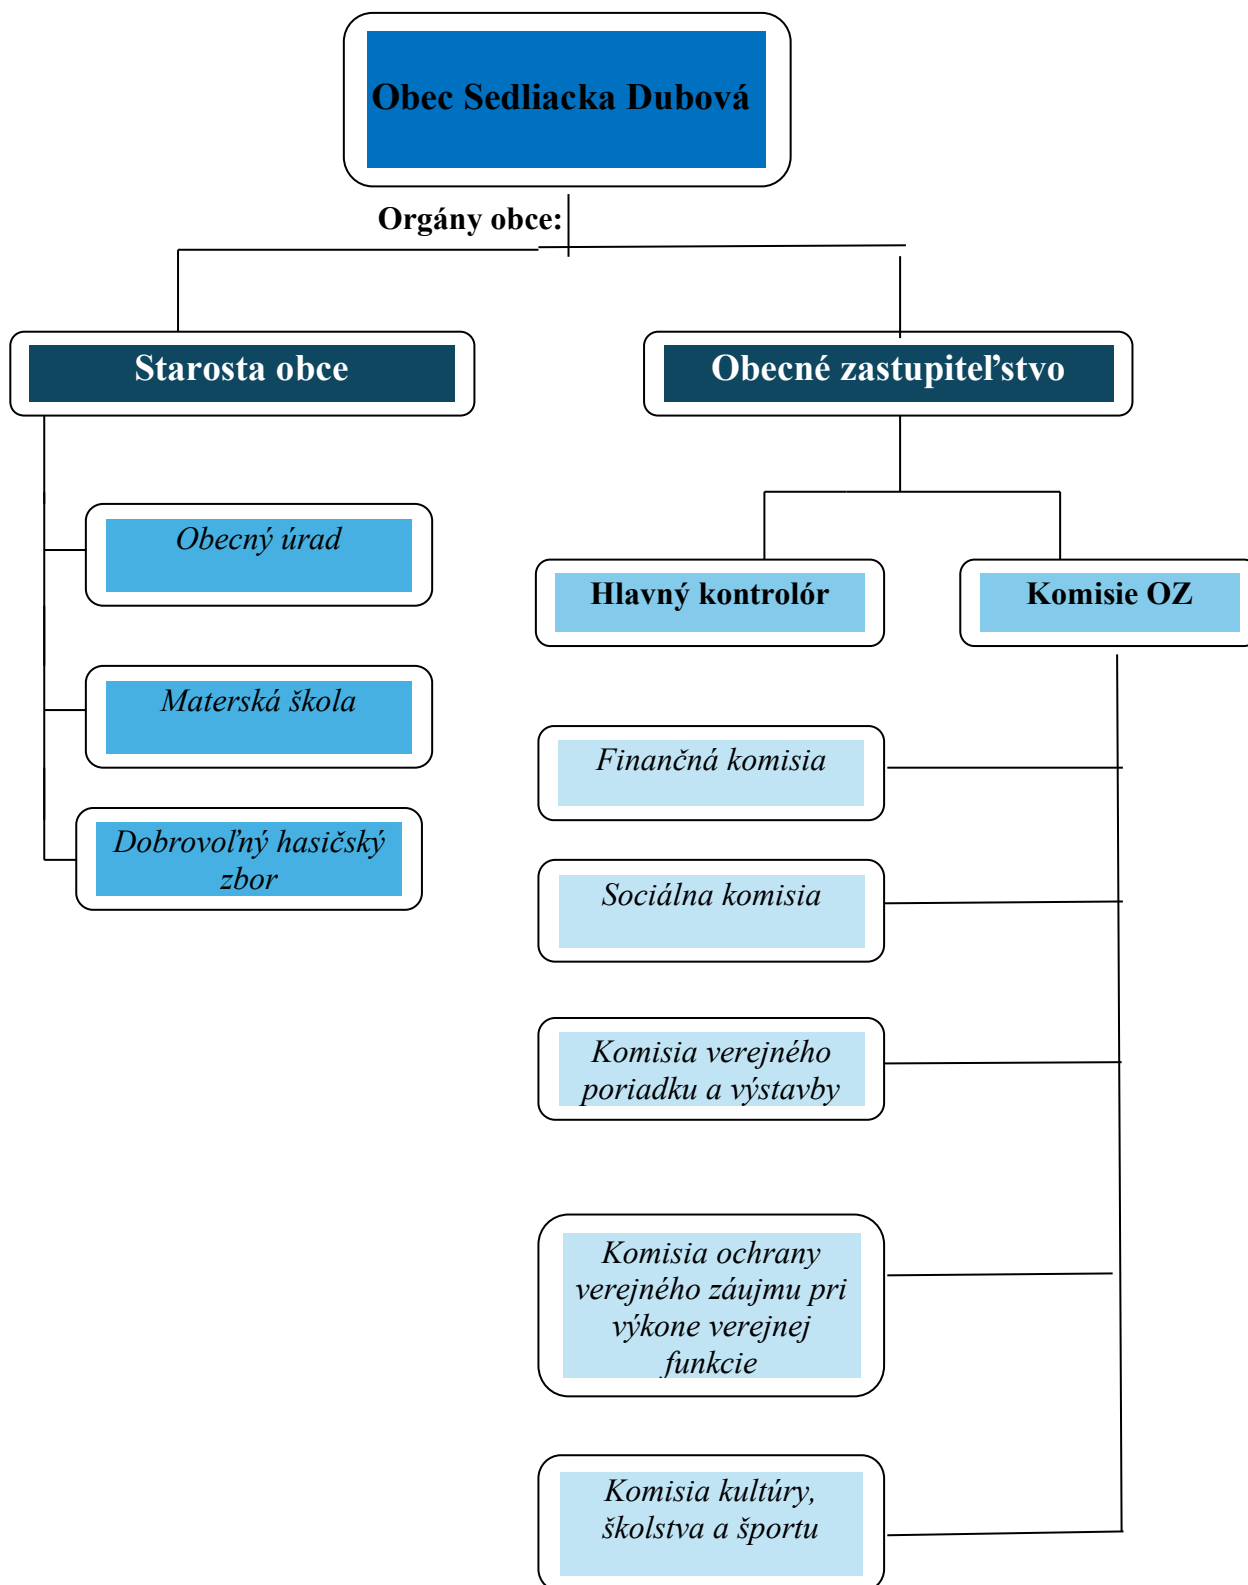 Obec Sedliacka Dubová
Orgány obce:
Starosta obce
Obecné zastupiteľstvo
Obecný úrad
Materská škola
Dobrovoľný hasičský
zbor
Hlavný kontrolór
Komisie OZ
Finančná komisia
Sociálna komisia
Komisia verejného
poriadku a výstavby
Komisia ochrany
verejného záujmu pri
výkone verejnej
funkcie
Komisia kultúry,
školstva a športu